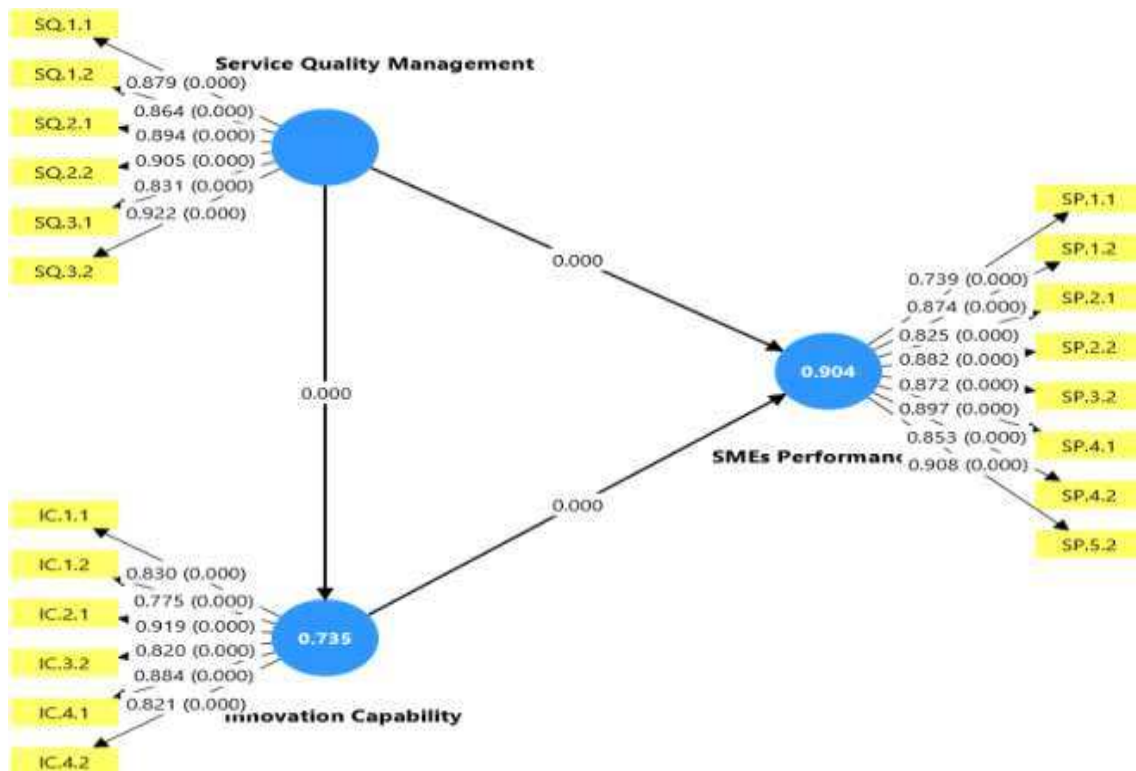 SQ.1.1
SQ.1.2
SQ.2.1
SQ.2.2
SQ.3.1
SQ.3.2
0.879 (0.000)
0.864 (0.000)
0.894 (0.000)
0.905 (0.000)
0.831 (0.000)
0.922 (0.000)
Service Quality Management
0.000
0.000
0.000
SP.1.1
SP.1.2
SP.2.1
SP.2.2
SP.3.2
SP.4.1
SP.4.2
SP.5.2
0.739 (0.000)
0.874 (0.000)
0.825 (0.000)
0.882 (0.000)
0.872 (0.000)
0.897 (0.000)
0.853 (0.000)
0.908 (0.000)
0.904
SMEs Performanc
IC.1.1
IC.1.2
IC.2.1
IC.3.2
IC.4.1
IC.4.2
0.830 (0.000)
0.775 (0.000)
0.919 (0.000)
0.820 (0.000)
0.884 (0.000)
0.821 (0.000)
0.735
Innovation Capability